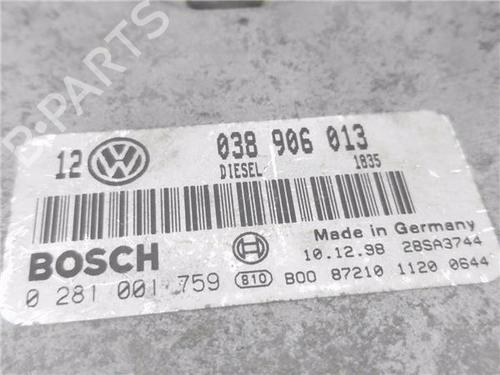 B-PARTS
12 VW 038 906 013
DIESEL 1835
BOSCH
Made in Germany
10.12.98 28SA3744
0 281 001 759 810 B00 87210 1120 0644